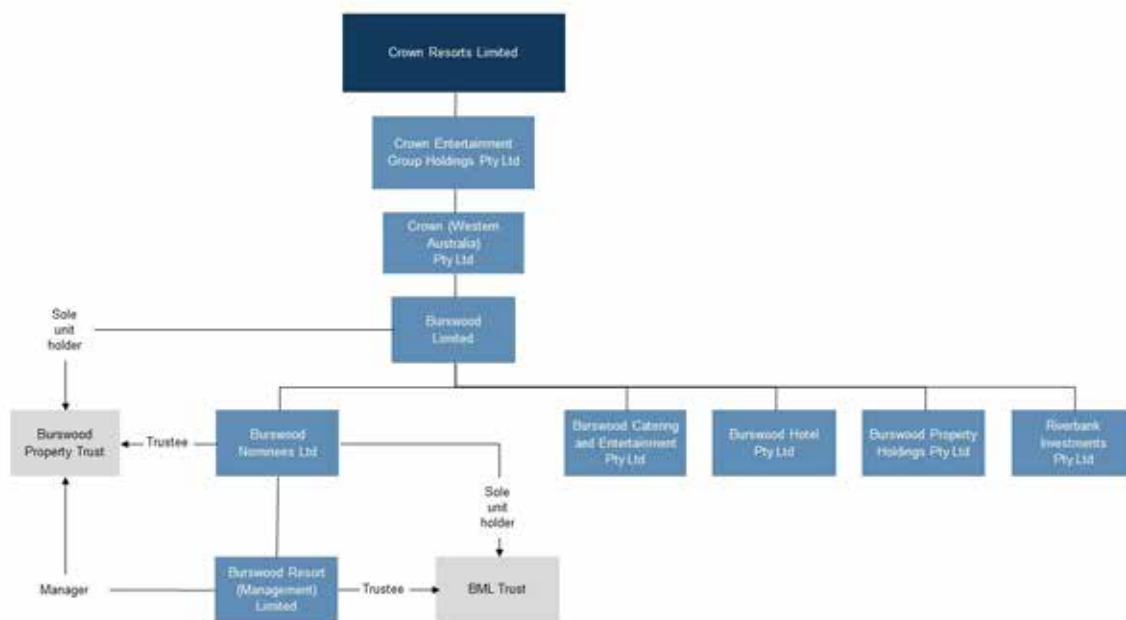 Crown Resorts Limited
Crown Entertainment
Group Holdings Pty Ltd
Crown (Western
Australia)
Pty Ltd
Sole
unit
holder
Burswood
Limited
Burswood
Property Trust
Trustee
Burswood
Nominees Ltd
Burswood Catering
and Entertainment
Pty Ltd
Burswood Hotel
Pty Ltd
Burswood Property
Holdings Pty Ltd
Riverbank
Investments
Pty Ltd
Sole
unit
holder
Manager
Burswood Resort
(Management)
Limited
Trustee
BML Trust